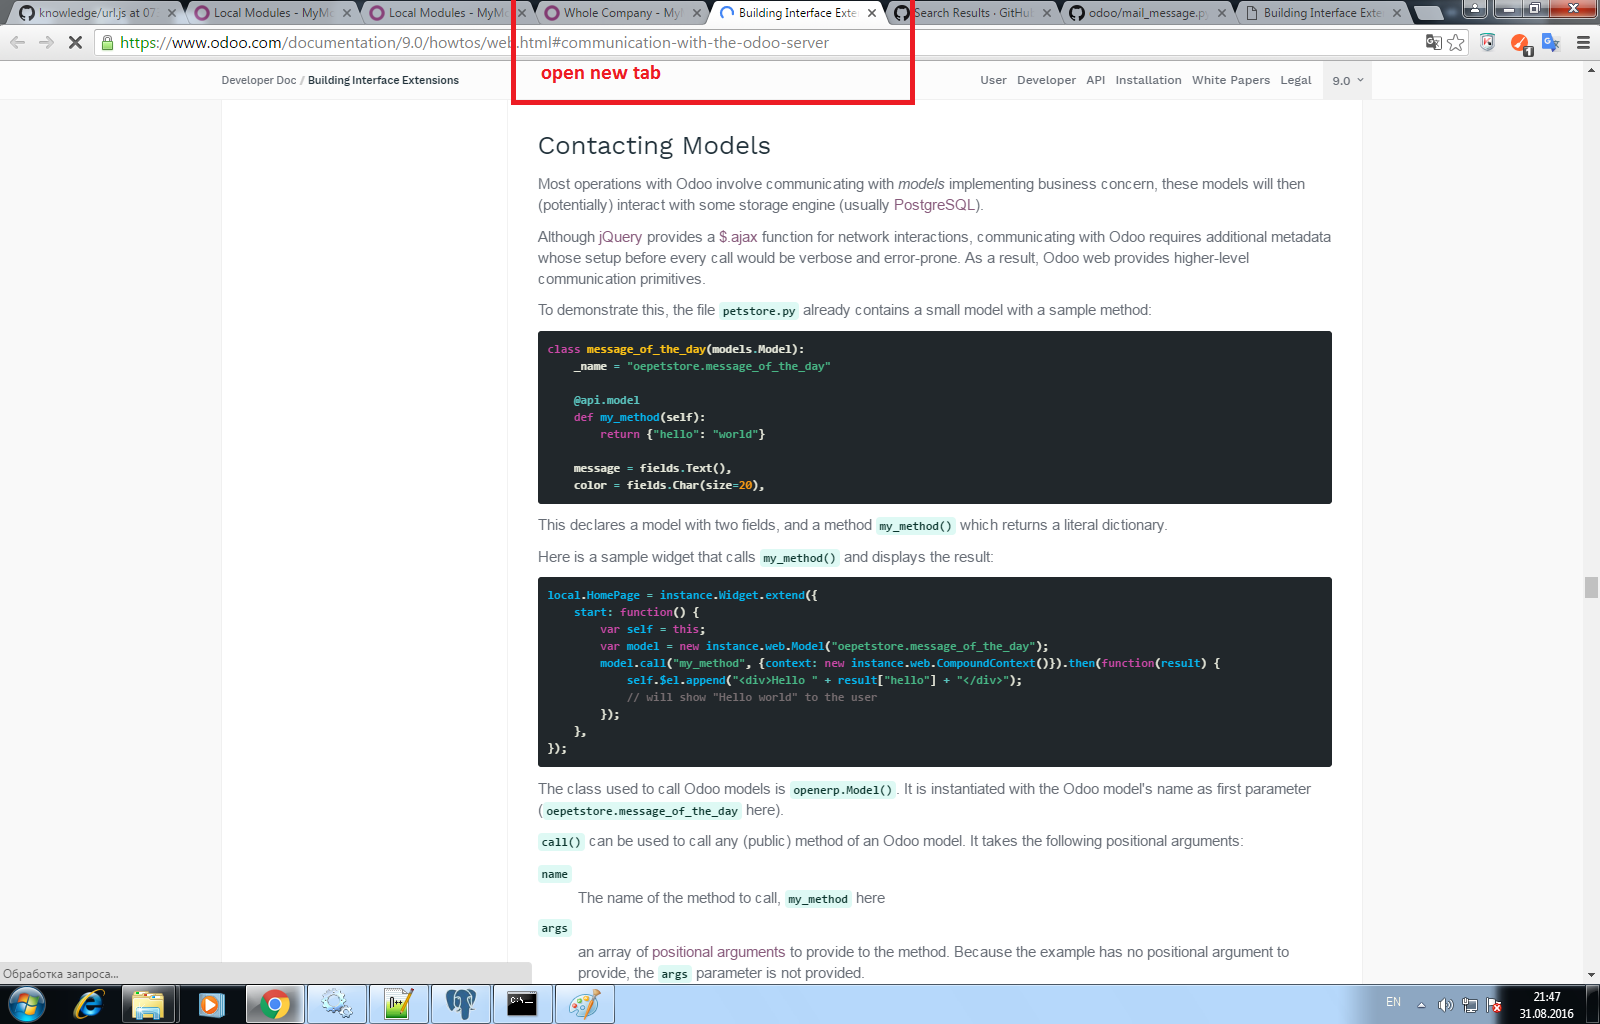 knowledge/url.js at 07
Local Modules - MyM
Local Modules - MyM
Whole Company - My
Building Interface Exte
Search Results · GitHu
odoo/mail_message.p
Building Interface Exte
https://www.odoo.com/documentation/9.0/howtos/web.html#communication-with-the-odoo-server
open new tab
Developer Doc / Building Interface Extensions
User Developer API Installation White Papers Legal 9.0
Contacting Models
Most operations with Odoo involve communicating with models implementing business concern, these models will then
(potentially) interact with some storage engine (usually PostgreSQL).
Although jQuery provides a $.ajax function for network interactions, communicating with Odoo requires additional metadata
whose setup before every call would be verbose and error-prone. As a result, Odoo web provides higher-level
communication primitives.
To demonstrate this, the file petstore.py already contains a small model with a sample method:
class message_of_the_day(models.Model):
    _name = "oepetstore.message_of_the_day"
    @api.model
    def my_method(self):
        return {"hello": "world"}
    message = fields.Text(),
    color = fields.Char(size=20),
This declares a model with two fields, and a method my_method() which returns a literal dictionary.
Here is a sample widget that calls my_method() and displays the result:
local.HomePage = instance.Widget.extend({
    start: function() {
        var self = this;
        var model = new instance.web.Model("oepetstore.message_of_the_day");
        model.call("my_method", {context: new instance.web.CompoundContext()}).then(function(result) {
            self.$el.append("<div>Hello " + result["hello"] + "</div>");
            // will show "Hello world" to the user
        });
    },
});
The class used to call Odoo models is openerp.Model(). It is instantiated with the Odoo model's name as first parameter
(oepetstore.message_of_the_day here).
call() can be used to call any (public) method of an Odoo model. It takes the following positional arguments:
name
The name of the method to call, my_method here
args
an array of positional arguments to provide to the method. Because the example has no positional argument to
provide, the args parameter is not provided.
Обработка запроса...
EN
21:47
31.08.2016